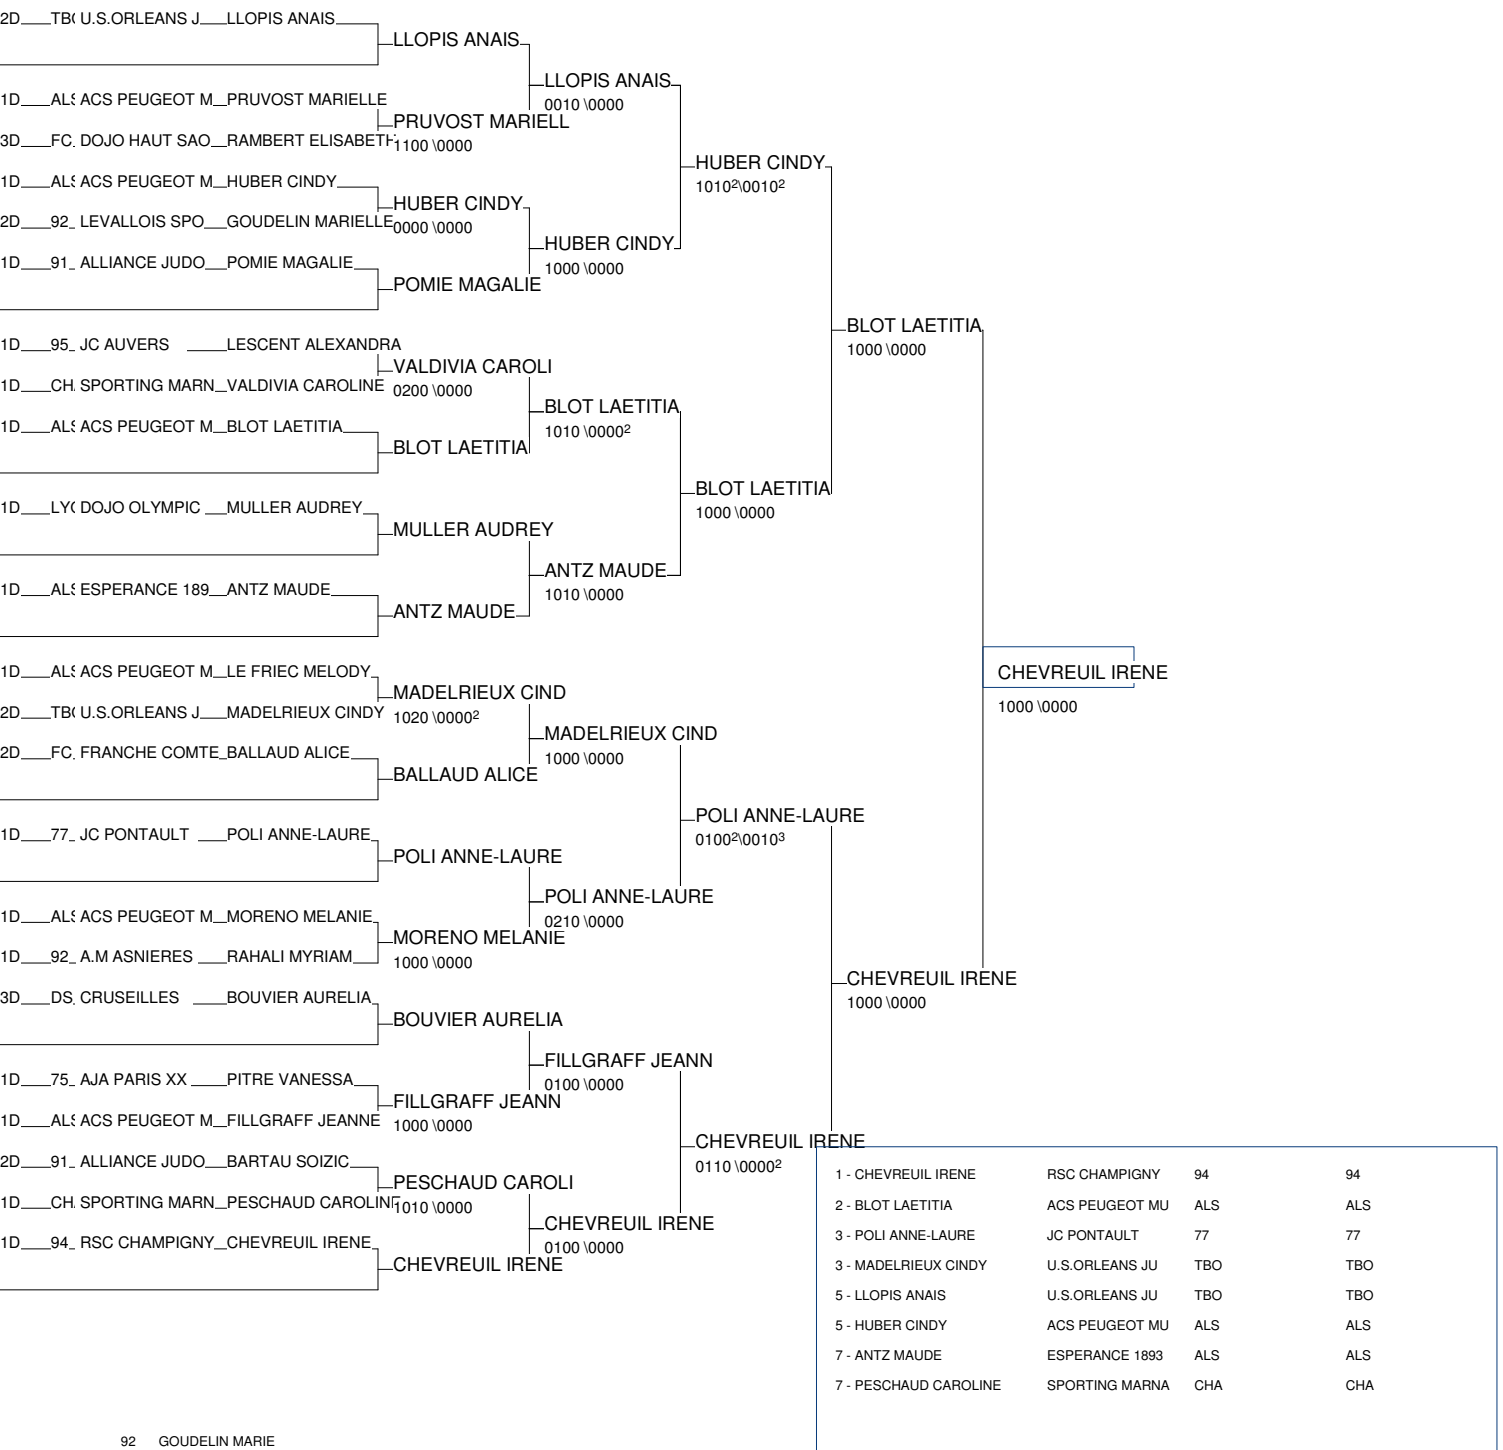 2D TB( U.S.ORLEANS J LLOPIS ANAIS
LLOPIS ANAIS
LLOPIS ANAIS
0010 \0000
1D ALS ACS PEUGEOT M PRUVOST MARIELLE
PRUVOST MARIELL
1100 \0000
3D FC DOJO HAUT SAO RAMBERT ELISABETH
HUBER CINDY
1010²\0010²
1D ALS ACS PEUGEOT M HUBER CINDY
HUBER CINDY
0000 \0000
2D 92 LEVALLOIS SPO GOUDELIN MARIELLE
HUBER CINDY
1000 \0000
1D 91 ALLIANCE JUDO POMIE MAGALIE
POMIE MAGALIE
BLOT LAETITIA
1000 \0000
1D 95 JC AUVERS LESCENT ALEXANDRA
VALDIVIA CAROLI
0200 \0000
1D CH SPORTING MARN VALDIVIA CAROLINE
BLOT LAETITIA
1010 \0000²
1D ALS ACS PEUGEOT M BLOT LAETITIA
BLOT LAETITIA
BLOT LAETITIA
1000 \0000
1D LY( DOJO OLYMPIC MULLER AUDREY
MULLER AUDREY
ANTZ MAUDE
1010 \0000
1D ALS ESPERANCE 189 ANTZ MAUDE
ANTZ MAUDE
CHEVREUIL IRENE
1000 \0000
1D ALS ACS PEUGEOT M LE FRIEC MELODY
MADELRIEUX CIND
1020 \0000²
2D TB( U.S.ORLEANS J MADELRIEUX CINDY
MADELRIEUX CIND
1000 \0000
2D FC FRANCHE COMTE BALLAUD ALICE
BALLAUD ALICE
POLI ANNE-LAURE
0100²\0010³
1D 77 JC PONTAULT POLI ANNE-LAURE
POLI ANNE-LAURE
POLI ANNE-LAURE
0210 \0000
1D ALS ACS PEUGEOT M MORENO MELANIE
MORENO MELANIE
1000 \0000
1D 92 A.M ASNIERES RAHALI MYRIAM
CHEVREUIL IRENE
1000 \0000
3D DS CRUSEILLES BOUVIER AURELIA
BOUVIER AURELIA
FILLGRAFF JEANN
0100 \0000
1D 75 AJA PARIS XX PITRE VANESSA
FILLGRAFF JEANN
1000 \0000
1D ALS ACS PEUGEOT M FILLGRAFF JEANNE
CHEVREUIL IRENE
0110 \0000²
2D 91 ALLIANCE JUDO BARTAU SOIZIC
PESCHAUD CAROLI
1010 \0000
1D CH SPORTING MARN PESCHAUD CAROLINE
CHEVREUIL IRENE
0100 \0000
1D 94 RSC CHAMPIGNY CHEVREUIL IRENE
CHEVREUIL IRENE
1 - CHEVREUIL IRENE RSC CHAMPIGNY 94 94
2 - BLOT LAETITIA ACS PEUGEOT MU ALS ALS
3 - POLI ANNE-LAURE JC PONTAULT 77 77
3 - MADELRIEUX CINDY U.S.ORLEANS JU TBO TBO
5 - LLOPIS ANAIS U.S.ORLEANS JU TBO TBO
5 - HUBER CINDY ACS PEUGEOT MU ALS ALS
7 - ANTZ MAUDE ESPERANCE 1893 ALS ALS
7 - PESCHAUD CAROLINE SPORTING MARNA CHA CHA
92 GOUDELIN MARIE